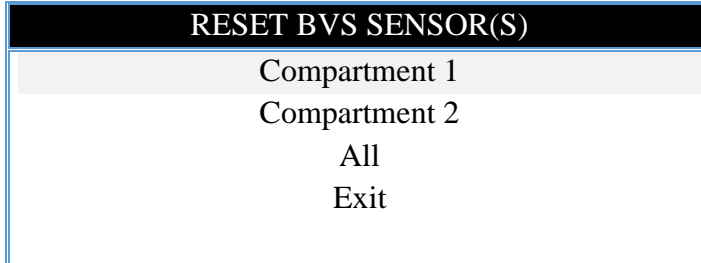 RESET BVS SENSOR(S)
Compartment 1
Compartment 2
All
Exit